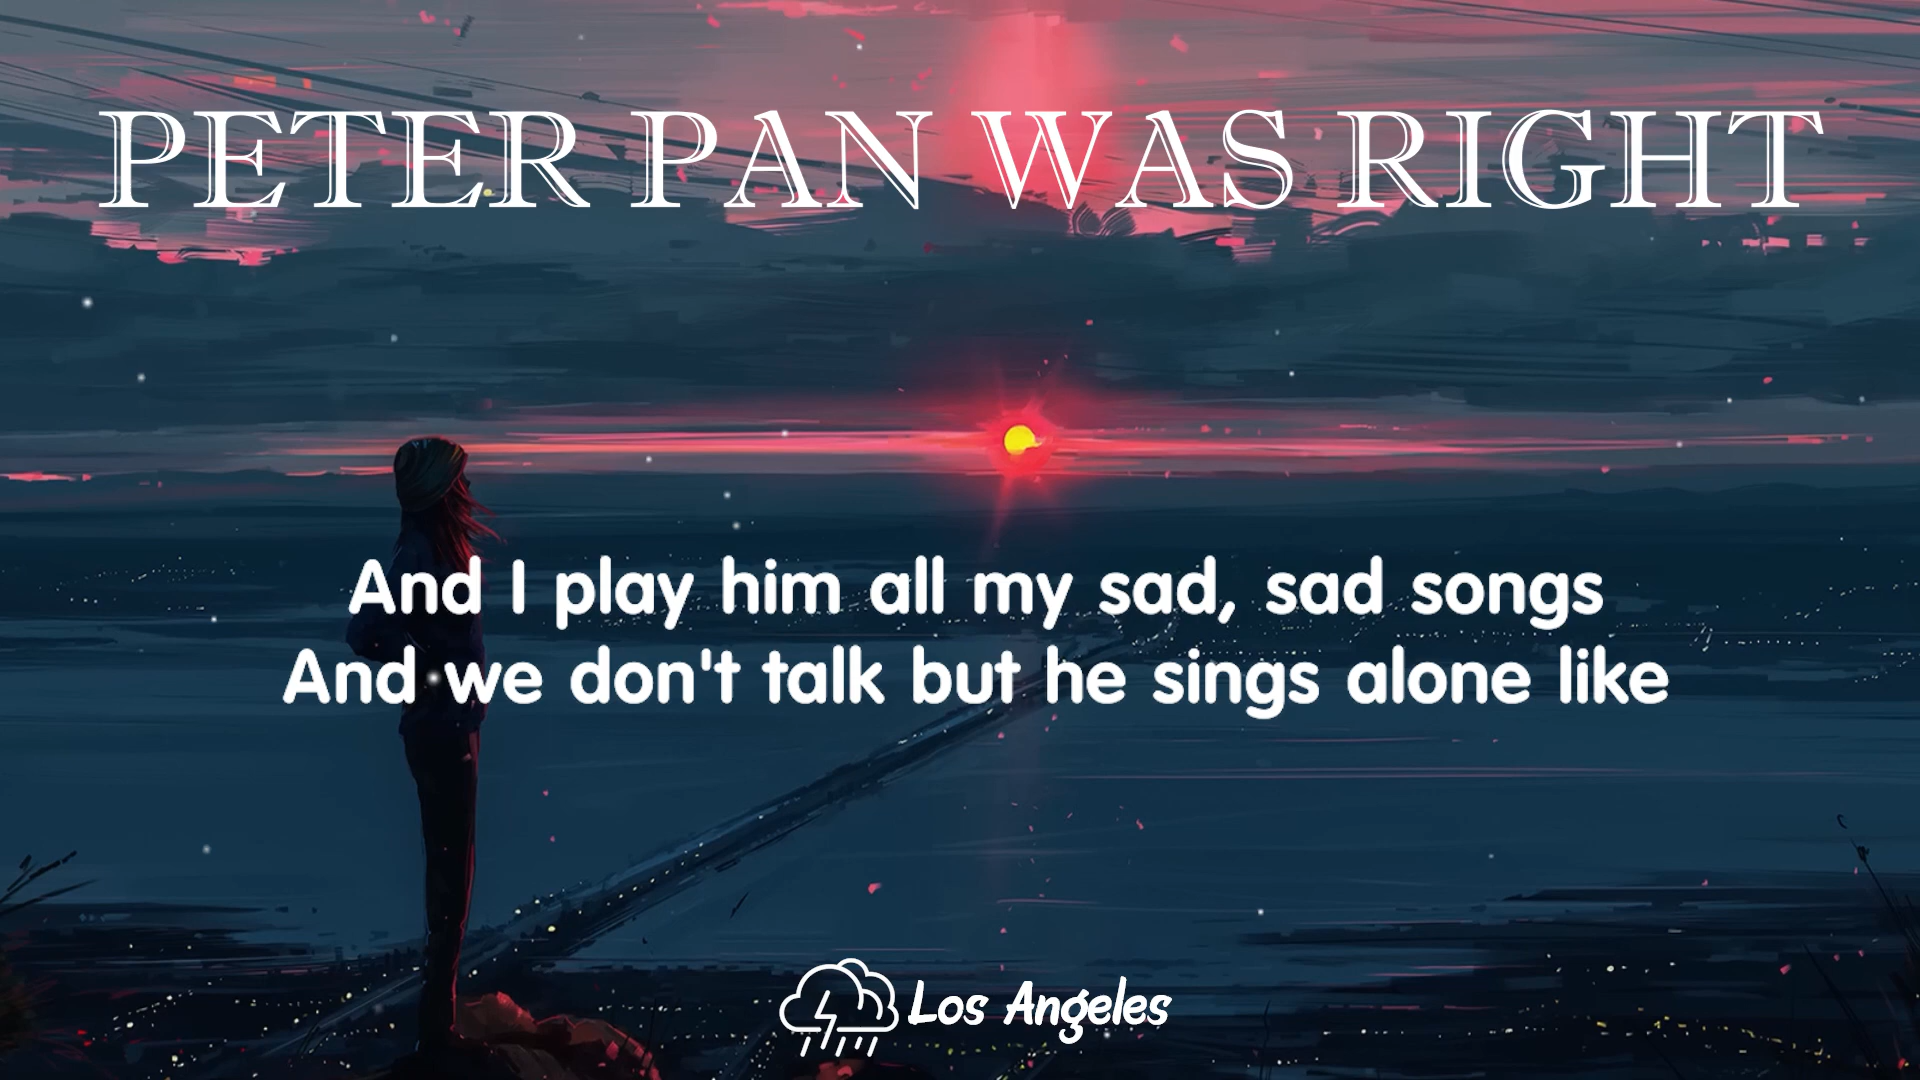 PETER PAN WAS RIGHT
And I play him all my sad, sad songs
And we don't talk but he sings alone like
Los Angeles